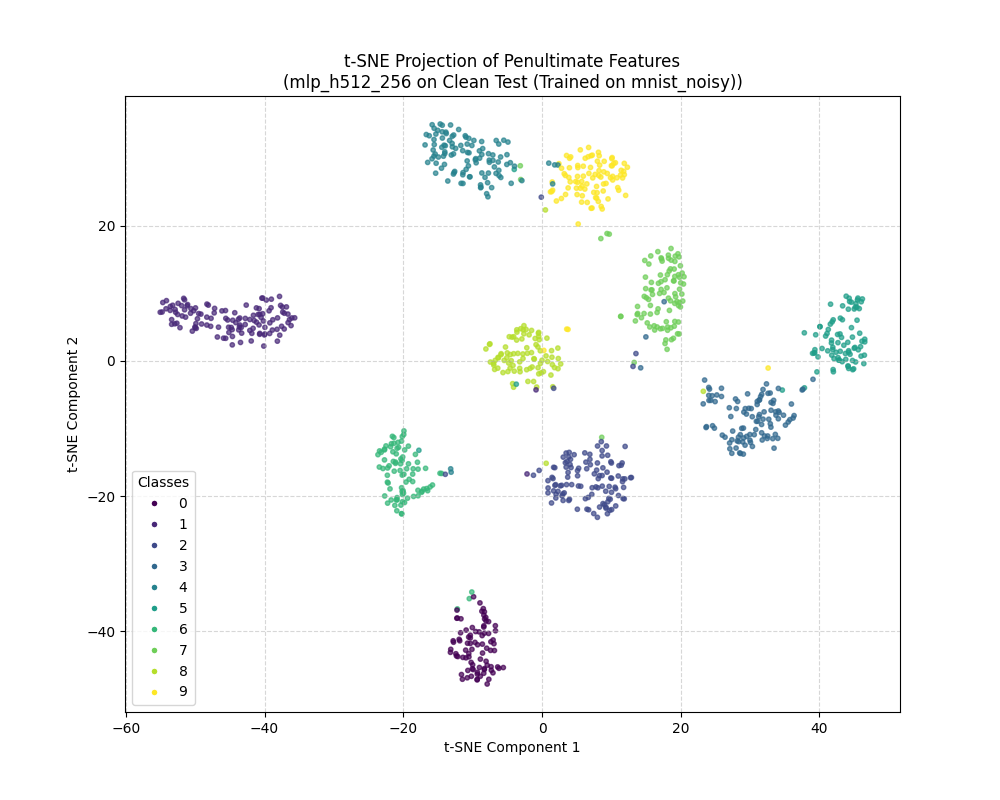 t-SNE Projection of Penultimate Features
(mlp_h512_256 on Clean Test (Trained on mnist_noisy))
t-SNE Component 2
20
0
−20
−40
Classes
0
1
2
3
4
5
6
7
8
9
−60 −40 −20 0 20 40
t-SNE Component 1